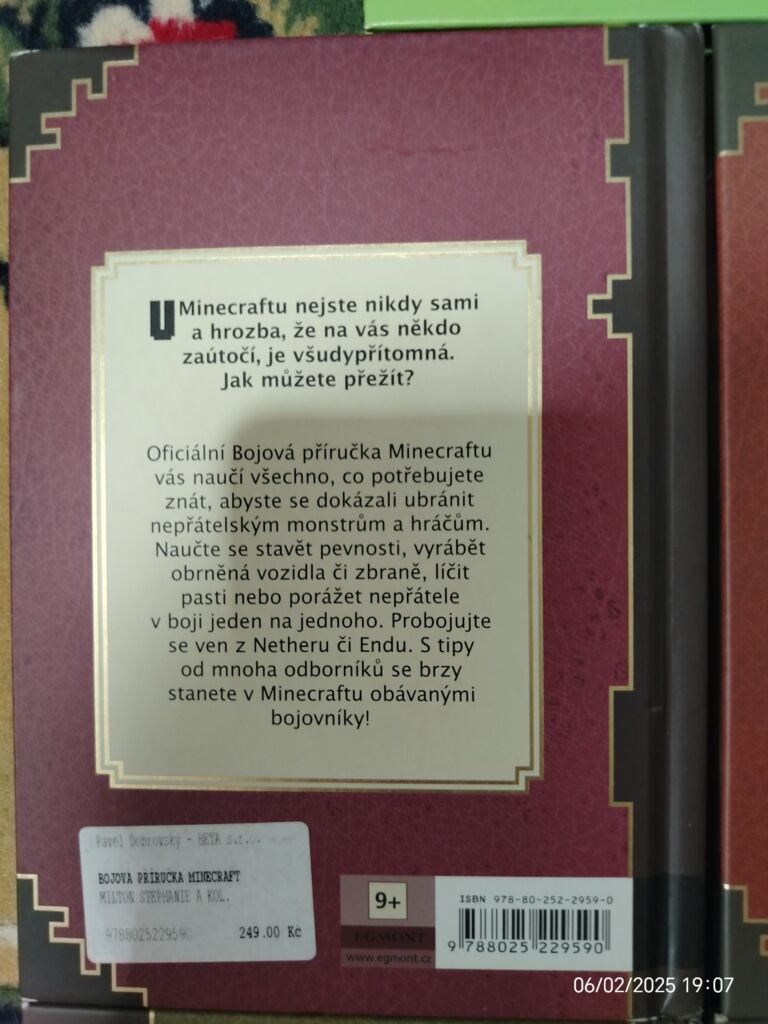 U Minecraftu nejste nikdy sami
a hrozba, že na vás někdo
zaútočí, je všudypřítomná.
Jak můžete přežít?
Oficiální Bojová příručka Minecraftu
vás naučí všechno, co potřebujete
znát, abyste se dokázali ubránit
nepřátelským monstrům a hráčům.
Naučte se stavět pevnosti, vyrábět
obrněná vozidla či zbraně, líčit
pasti nebo porážet nepřátele
v boji jeden na jednoho. Probojujte
se ven z Netheru či Endu. S tipy
od mnoha odborníků se brzy
stanete v Minecraftu obávanými
bojovníky!
Pavel Dobrovský - BETA s.r.o.
BOJOVA PŘÍRUČKA MINECRAFT
MILTON STEPHANIE A KOL.
9788025229590 249.00 Kč
9+
EGMONT
www.egmont.cz
ISBN 978-80-252-2959-0
9 788025 229590
06/02/2025 19:07